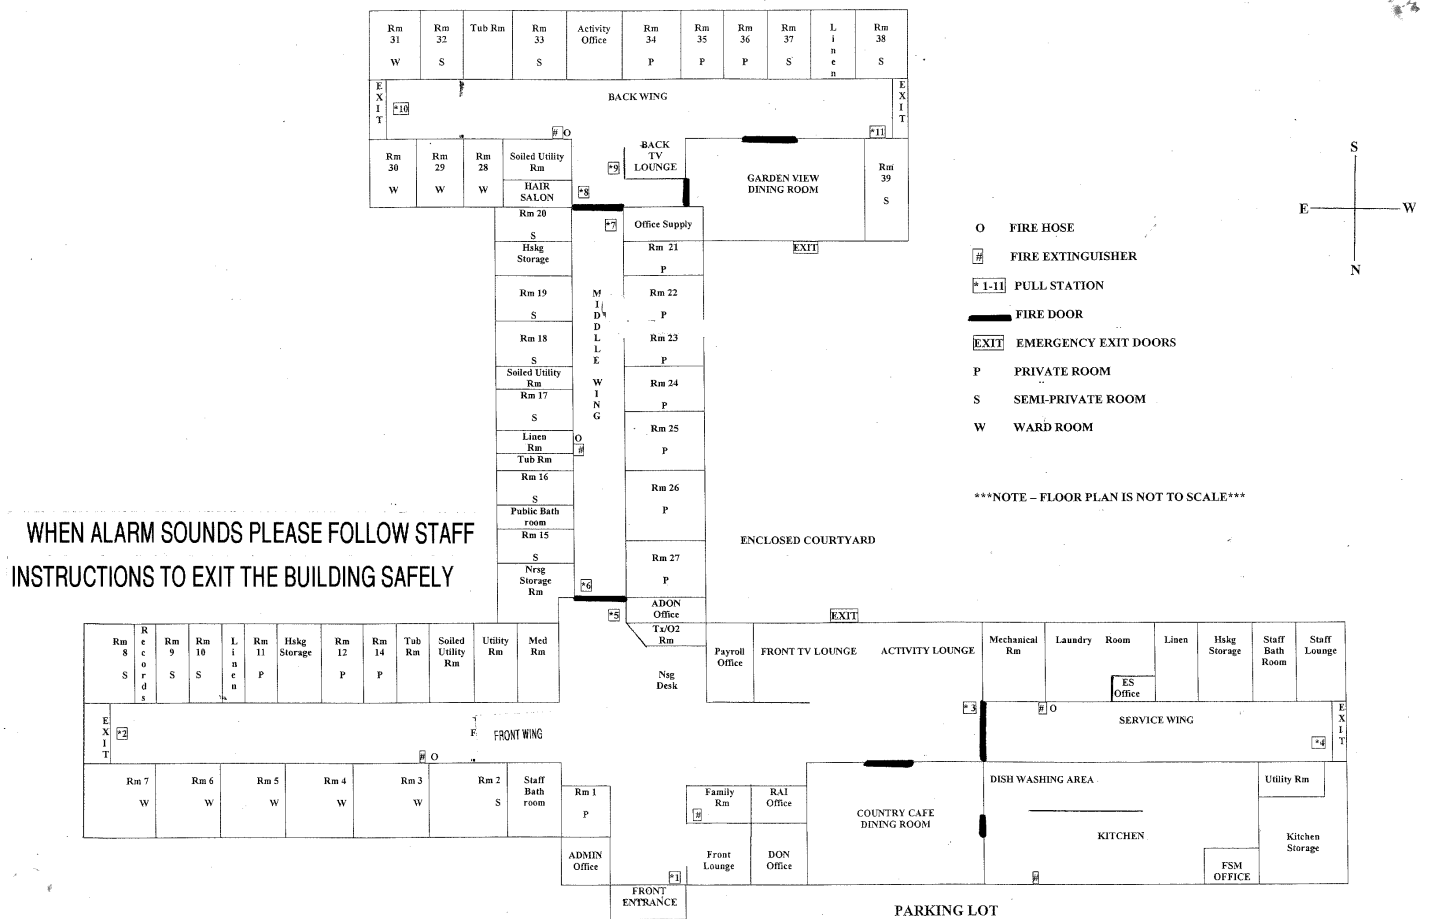 Rm 31 W
Rm 32 S
Tub Rm
Rm 33 S
Activity Office
Rm 34 P
Rm 35 P
Rm 36 P
Rm 37 S
Linen
Rm 38 S
EXIT
*10
BACK WING
EXIT
# O
*11
Rm 30 W
Rm 29 W
Rm 28 W
Soiled Utility Rm
HAIR SALON
*9
*8
BACK TV LOUNGE
GARDEN VIEW DINING ROOM
Rm 39 S
EXIT
S
E
W
N
O FIRE HOSE
# FIRE EXTINGUISHER
* 1-11 PULL STATION
FIRE DOOR
EXIT EMERGENCY EXIT DOORS
P PRIVATE ROOM
S SEMI-PRIVATE ROOM
W WARD ROOM
***NOTE – FLOOR PLAN IS NOT TO SCALE***
Rm 20 S
Hskg Storage
Rm 19 S
Rm 18 S
Soiled Utility Rm
Rm 17 S
Linen Rm
Tub Rm
Rm 16 S
Public Bath room
Rm 15 S
Nrsg Storage Rm
*7
MIDDLE WING
O
#
*6
*5
Office Supply
Rm 21 P
Rm 22 P
Rm 23 P
Rm 24 P
Rm 25 P
Rm 26 P
Rm 27 P
ADON Office
Tx/O2 Rm
Nsg Desk
ENCLOSED COURTYARD
WHEN ALARM SOUNDS PLEASE FOLLOW STAFF
INSTRUCTIONS TO EXIT THE BUILDING SAFELY
EXIT
Rm 8 S
Records
Rm 9 S
Rm 10 S
Linen
Rm 11 P
Hskg Storage
Rm 12 P
Rm 14 P
Tub Rm
Soiled Utility Rm
Utility Rm
Med Rm
Payroll Office
FRONT TV LOUNGE
ACTIVITY LOUNGE
Mechanical Rm
Laundry Room
ES Office
Linen
Hskg Storage
Staff Bath Room
Staff Lounge
EXIT
*2
FRONT WING
# O
* 3
# O
SERVICE WING
*4
EXIT
Rm 7 W
Rm 6 W
Rm 5 W
Rm 4 W
Rm 3 W
Rm 2 S
Staff Bath room
Rm 1 P
ADMIN Office
Family Rm
#
RAI Office
Front Lounge
DON Office
*1
FRONT ENTRANCE
COUNTRY CAFE DINING ROOM
DISH WASHING AREA
KITCHEN
#
FSM OFFICE
Utility Rm
Kitchen Storage
PARKING LOT